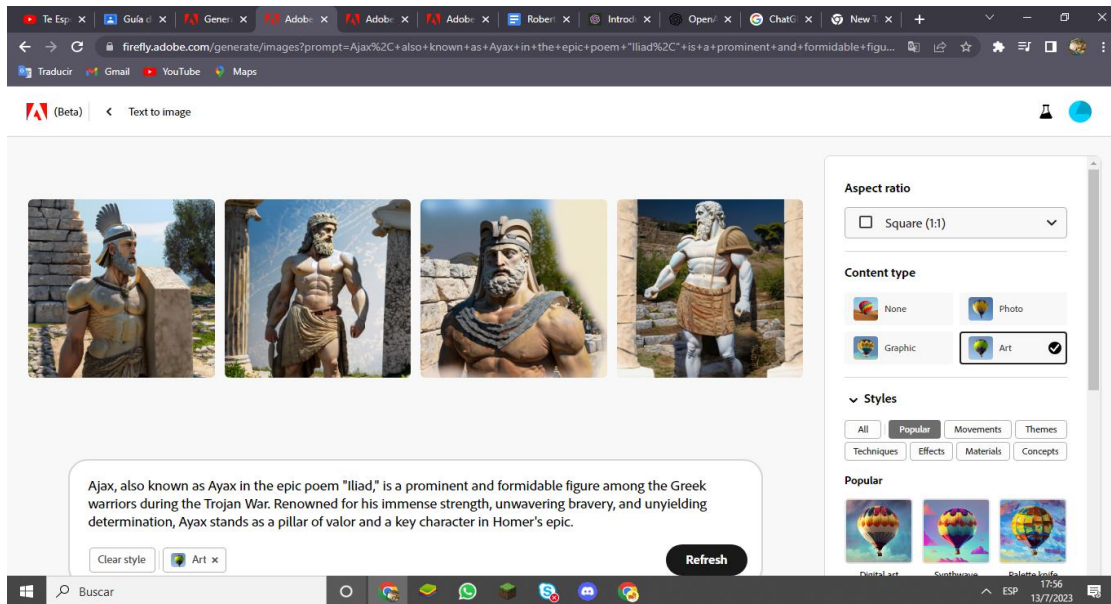 Te Esp
Guía d
Gener
Adobe
Adobe
Adobe
Robert
Introd
OpenA
ChatG
New T
firefly.adobe.com/generate/images?prompt=Ajax%2C+also+known+as+Ayax+in+the+epic+poem+"Iliad%2C"+is+a+prominent+and+formidable+figu...
Traducir
Gmail
YouTube
Maps
(Beta)
Text to image
Aspect ratio
Square (1:1)
Content type
None
Photo
Graphic
Art
Styles
All
Popular
Movements
Themes
Techniques
Effects
Materials
Concepts
Popular
Digital art
Synthwave
Palette knife
Ajax, also known as Ayax in the epic poem "Iliad," is a prominent and formidable figure among the Greek
warriors during the Trojan War. Renowned for his immense strength, unwavering bravery, and unyielding
determination, Ayax stands as a pillar of valor and a key character in Homer's epic.
Clear style
Art
Refresh
Buscar
ESP
17:56
13/7/2023